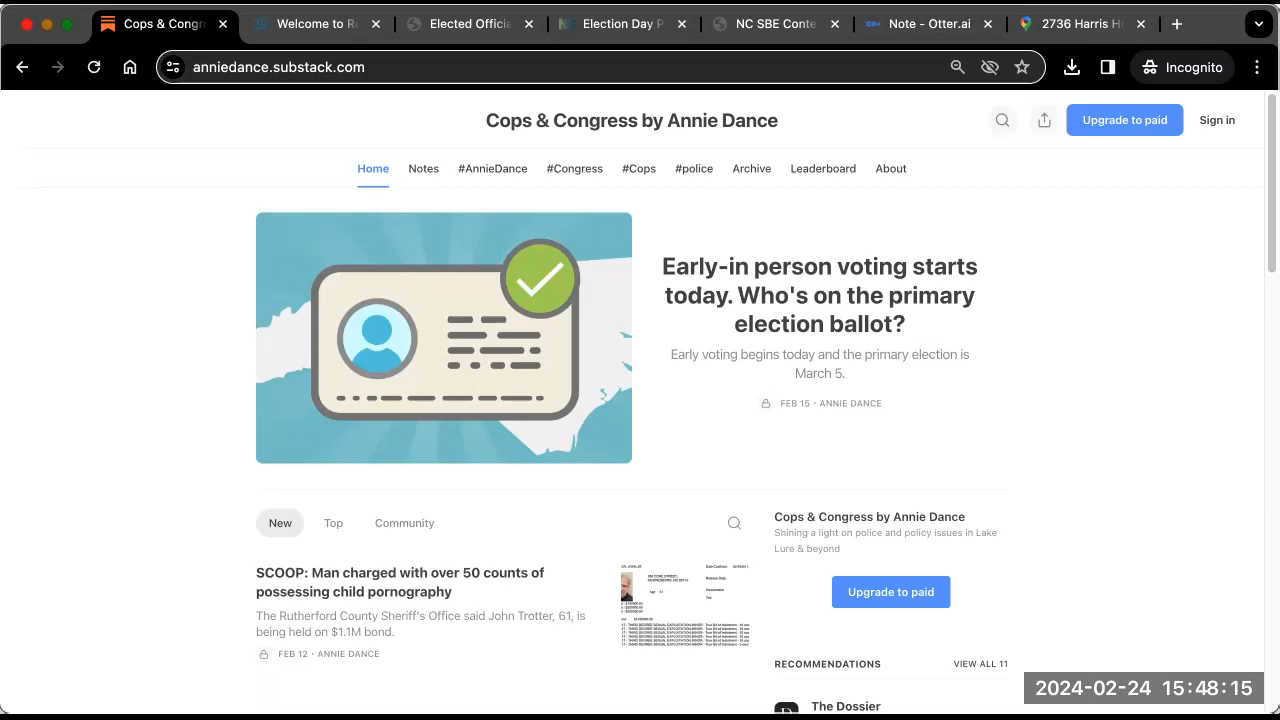 Cops & Congr
Welcome to R
Elected Officia
Election Day P
NC SBE Conte
Note - Otter.ai
2736 Harris H
anniedance.substack.com
Incognito
Cops & Congress by Annie Dance
Upgrade to paid
Sign in
Home
Notes
#AnnieDance
#Congress
#Cops
#police
Archive
Leaderboard
About
Early-in person voting starts
today. Who's on the primary
election ballot?
Early voting begins today and the primary election is
March 5.
FEB 15 • ANNIE DANCE
New
Top
Community
Cops & Congress by Annie Dance
Shining a light on police and policy issues in Lake
Lure & beyond
Upgrade to paid
SCOOP: Man charged with over 50 counts of
possessing child pornography
The Rutherford County Sheriff's Office said John Trotter, 61, is
being held on $1.1M bond.
FEB 12 • ANNIE DANCE
RECOMMENDATIONS
VIEW ALL 11
The Dossier
2024-02-24 15:48:15